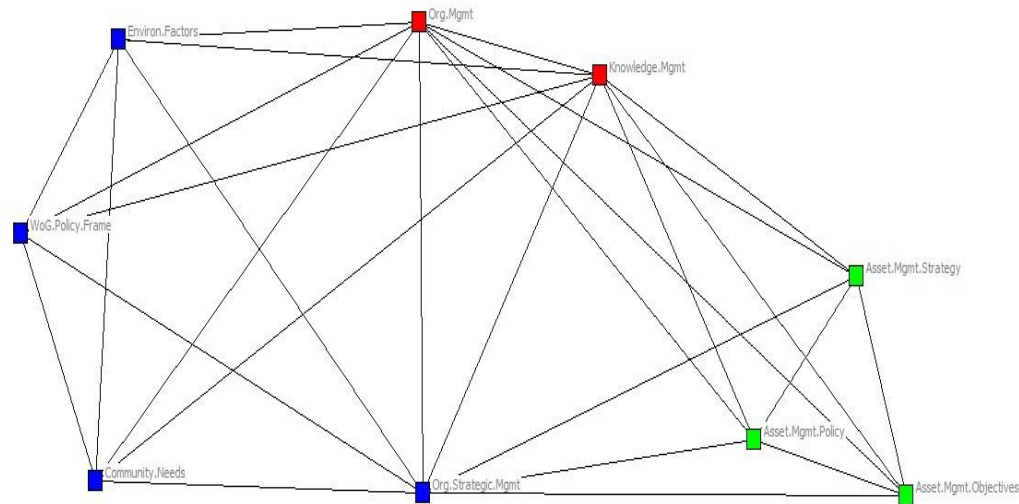 Org.Mgmt
Environ.Factors
Knowledge.Mgmt
WoG.Policy.Frame
Asset.Mgmt.Strategy
Asset.Mgmt.Policy
Community.Needs
Org.Strategic.Mgmt
Asset.Mgmt.Objectives